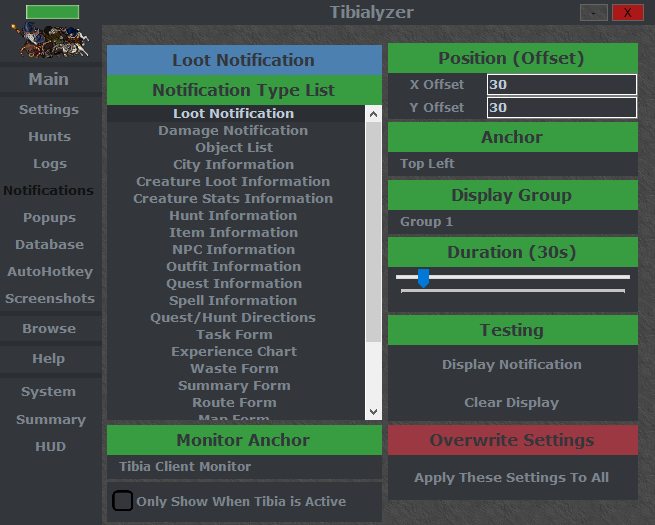 Tibialyzer
-
X
Main
Settings
Hunts
Logs
Notifications
Popups
Database
AutoHotkey
Screenshots
Browse
Help
System
Summary
HUD
Loot Notification
Notification Type List
Loot Notification
Damage Notification
Object List
City Information
Creature Loot Information
Creature Stats Information
Hunt Information
Item Information
NPC Information
Outfit Information
Quest Information
Spell Information
Quest/Hunt Directions
Task Form
Experience Chart
Waste Form
Summary Form
Route Form
Map Form
Monitor Anchor
Tibia Client Monitor
Only Show When Tibia is Active
Position (Offset)
X Offset 30
Y Offset 30
Anchor
Top Left
Display Group
Group 1
Duration (30s)
Testing
Display Notification
Clear Display
Overwrite Settings
Apply These Settings To All